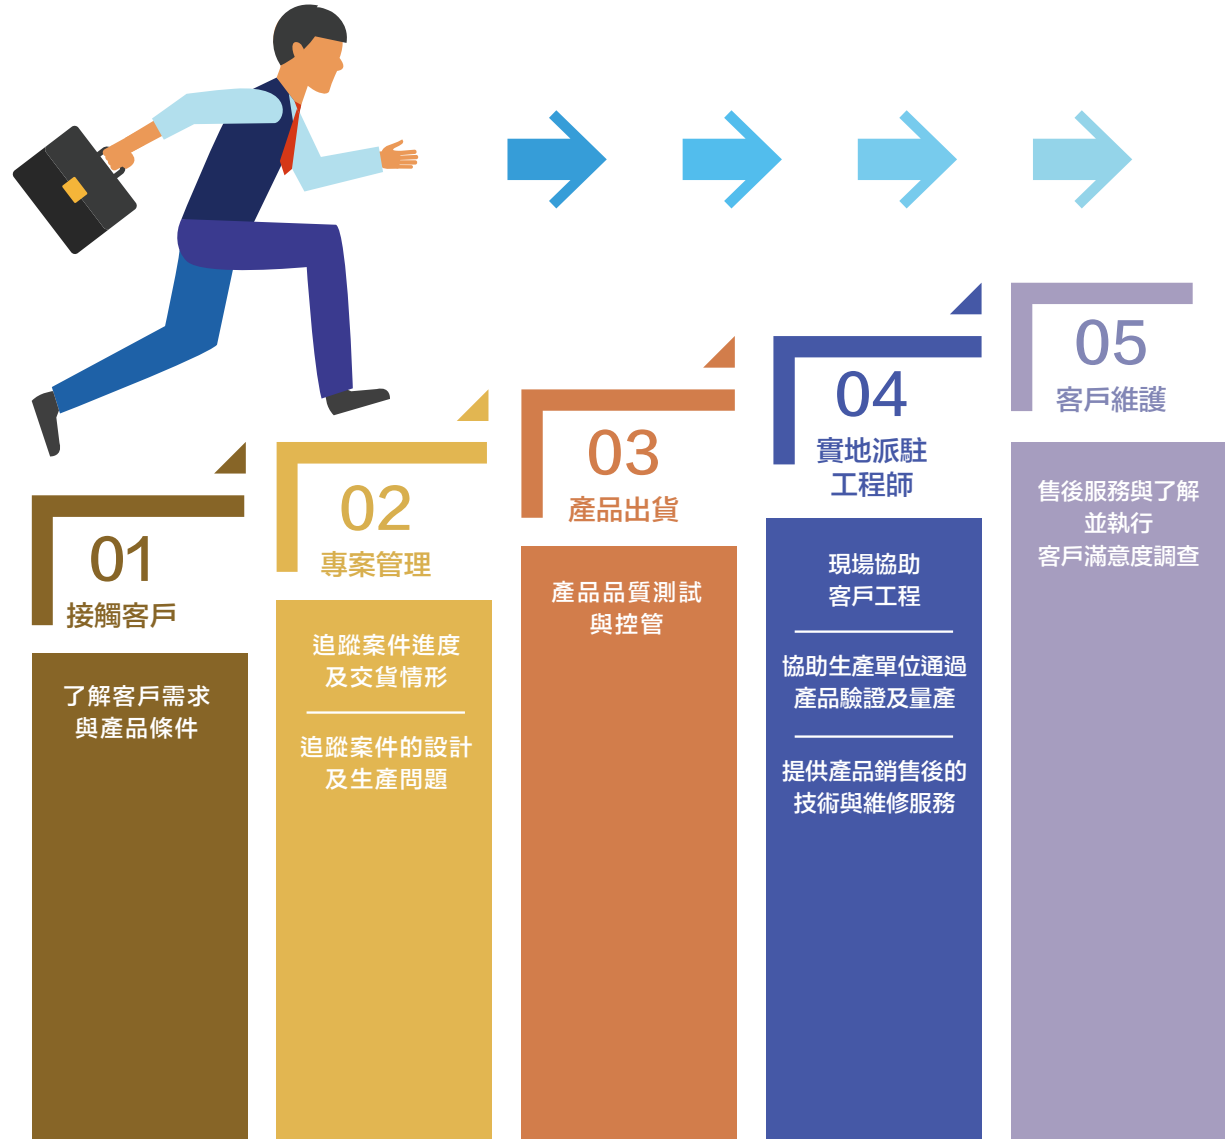 01
接觸客戶
了解客戶需求
與產品條件
02
專案管理
追蹤案件進度
及交貨情形
追蹤案件的設計
及生產問題
03
產品出貨
產品品質測試
與控管
04
實地派駐
工程師
現場協助
客戶工程
協助生產單位通過
產品驗證及量產
提供產品銷售後的
技術與維修服務
05
客戶維護
售後服務與了解
並執行
客戶滿意度調查